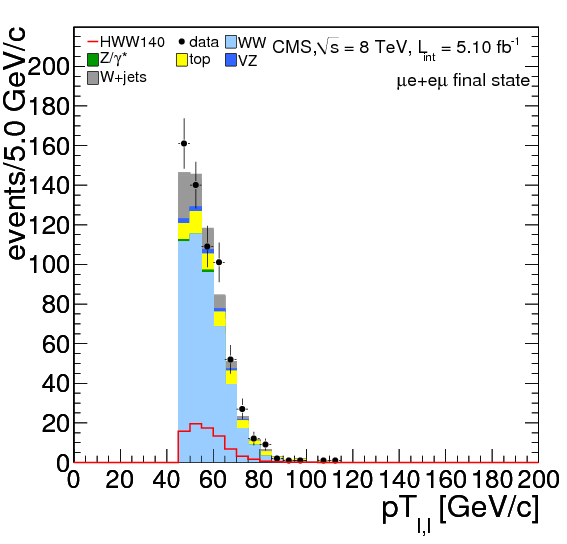 HWW140 data WW CMS,√s = 8 TeV, L_int = 5.10 fb⁻¹
Z/γ* top VZ
W+jets μe+eμ final state
events/5.0 GeV/c
200
180
160
140
120
100
80
60
40
20
0
0 20 40 60 80 100 120 140 160 180 200
pT_l,l [GeV/c]